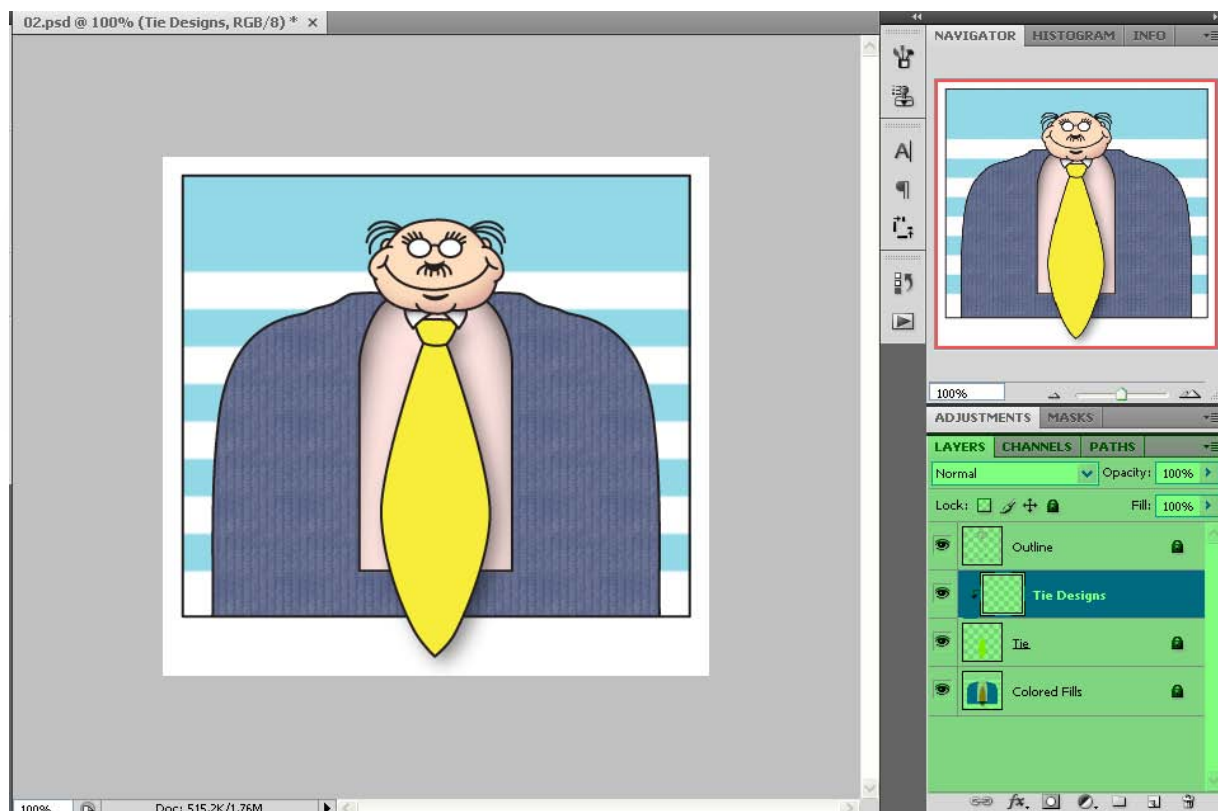 02.psd @ 100% (Tie Designs, RGB/8) * ×
NAVIGATOR HISTOGRAM INFO
100%
ADJUSTMENTS MASKS
LAYERS CHANNELS PATHS
Normal Opacity: 100%
Lock: Fill: 100%
Outline
Tie Designs
Tie
Colored Fills
100% Doc: 515.2K/1.76M